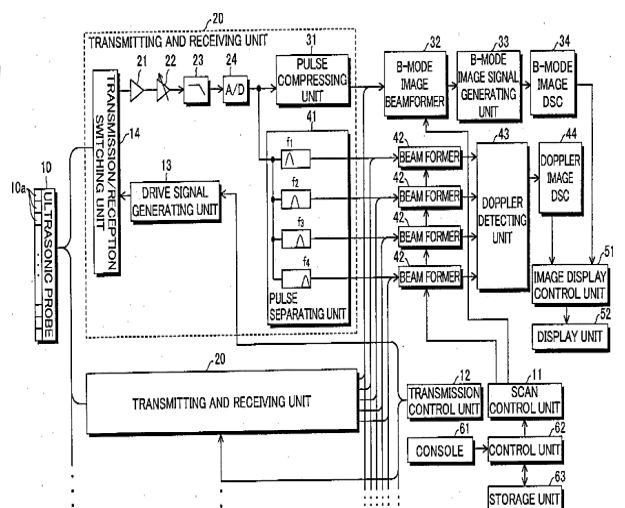 20
TRANSMITTING AND RECEIVING UNIT
21
22
23
24
A/D
31
PULSE
COMPRESSING
UNIT
32
B-MODE
IMAGE
BEAMFORMER
33
B-MODE
IMAGE SIGNAL
GENERATING
UNIT
34
B-MODE
IMAGE
DSC
TRANSMISSION/RECEPTION
SWITCHING UNIT
14
13
DRIVE SIGNAL
GENERATING UNIT
41
f1
f2
f3
f4
PULSE
SEPARATING UNIT
42
BEAM FORMER
42
BEAM FORMER
42
BEAM FORMER
42
BEAM FORMER
43
DOPPLER
DETECTING
UNIT
44
DOPPLER
IMAGE
DSC
10
10a
ULTRASONIC PROBE
51
IMAGE DISPLAY
CONTROL UNIT
52
DISPLAY UNIT
20
TRANSMITTING AND RECEIVING UNIT
12
TRANSMISSION
CONTROL UNIT
11
SCAN
CONTROL UNIT
61
CONSOLE
62
CONTROL UNIT
63
STORAGE UNIT